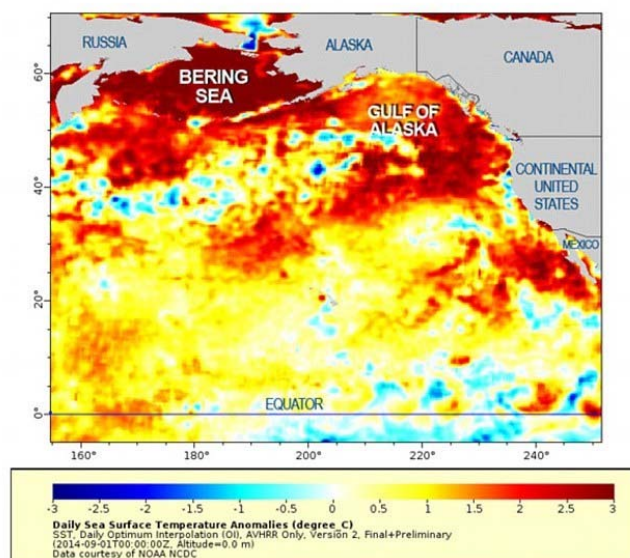 RUSSIA
ALASKA
CANADA
BERING
SEA
GULF OF
ALASKA
CONTINENTAL
UNITED
STATES
MEXICO
EQUATOR
60°
40°
20°
0°
160° 180° 200° 220° 240°
-3 -2.5 -2 -1.5 -1 -0.5 0 0.5 1 1.5 2 2.5 3
Daily Sea Surface Temperature Anomalies (degree_C)
SST, Daily Optimum Interpolation (OI), AVHRR Only, Version 2, Final+Preliminary
(2014-09-01T00:00:00Z, Altitude=0.0 m)
Data courtesy of NOAA NCDC